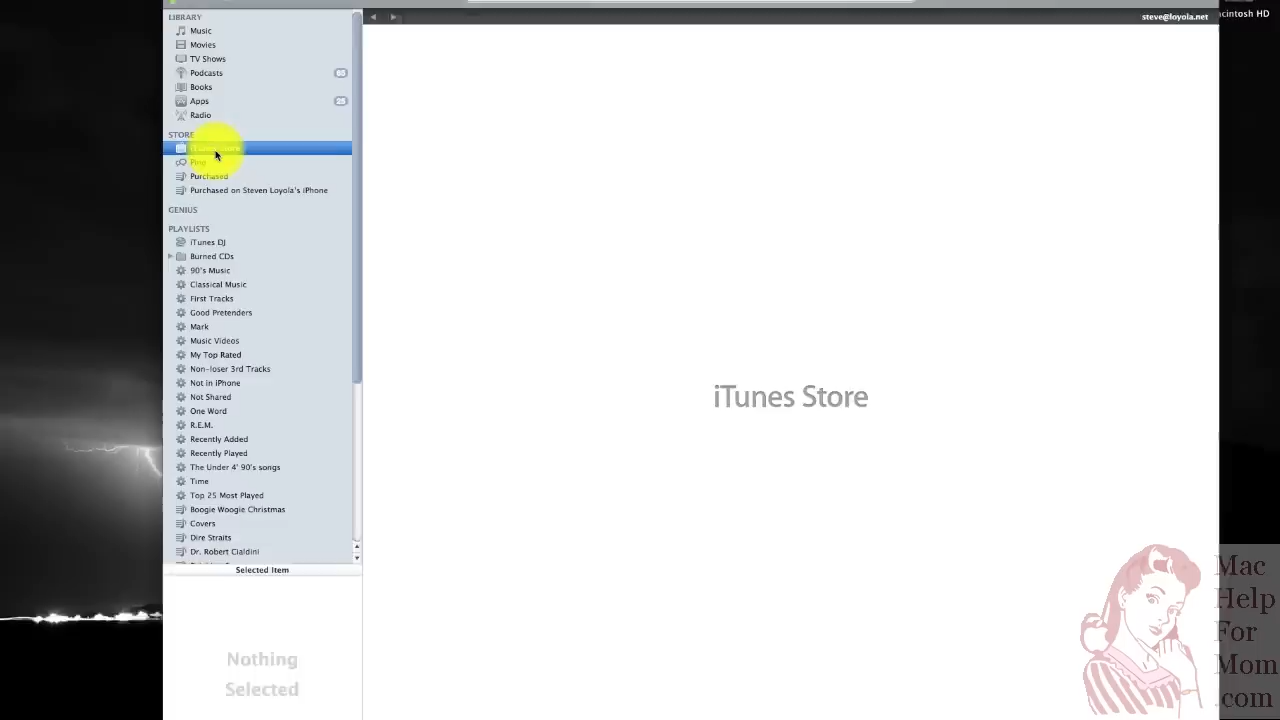 LIBRARY
Music
Movies
TV Shows
Podcasts
Books
Apps
Radio
STORE
iTunes Store
Ping
Purchased
Purchased on Steven Loyola's iPhone
GENIUS
PLAYLISTS
iTunes DJ
Burned CDs
90's Music
Classical Music
First Tracks
Good Pretenders
Mark
Music Videos
My Top Rated
Non-loser 3rd Tracks
Not in iPhone
Not Shared
One Word
R.E.M.
Recently Added
Recently Played
The Under 4' 90's songs
Time
Top 25 Most Played
Boogie Woogie Christmas
Covers
Dire Straits
Dr. Robert Cialdini
Selected Item
Nothing
Selected
steve@loyola.net
acintosh HD
iTunes Store
Mac
Help
For
Mom
.com